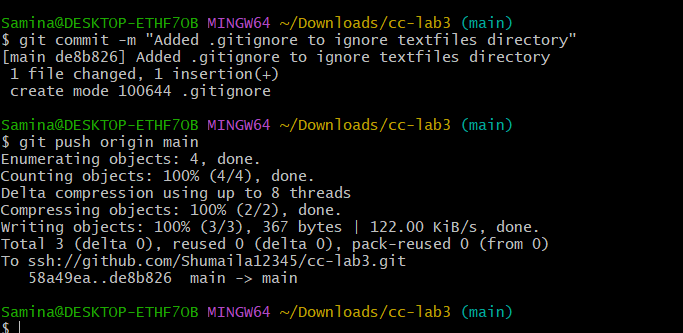 Samina@DESKTOP-ETHF7OB MINGW64 ~/Downloads/cc-lab3 (main)
$ git commit -m "Added .gitignore to ignore textfiles directory"
[main de8b826] Added .gitignore to ignore textfiles directory
 1 file changed, 1 insertion(+)
 create mode 100644 .gitignore
Samina@DESKTOP-ETHF7OB MINGW64 ~/Downloads/cc-lab3 (main)
$ git push origin main
Enumerating objects: 4, done.
Counting objects: 100% (4/4), done.
Delta compression using up to 8 threads
Compressing objects: 100% (2/2), done.
Writing objects: 100% (3/3), 367 bytes | 122.00 KiB/s, done.
Total 3 (delta 0), reused 0 (delta 0), pack-reused 0 (from 0)
To ssh://github.com/Shumaila12345/cc-lab3.git
   58a49ea..de8b826  main -> main
Samina@DESKTOP-ETHF7OB MINGW64 ~/Downloads/cc-lab3 (main)
$